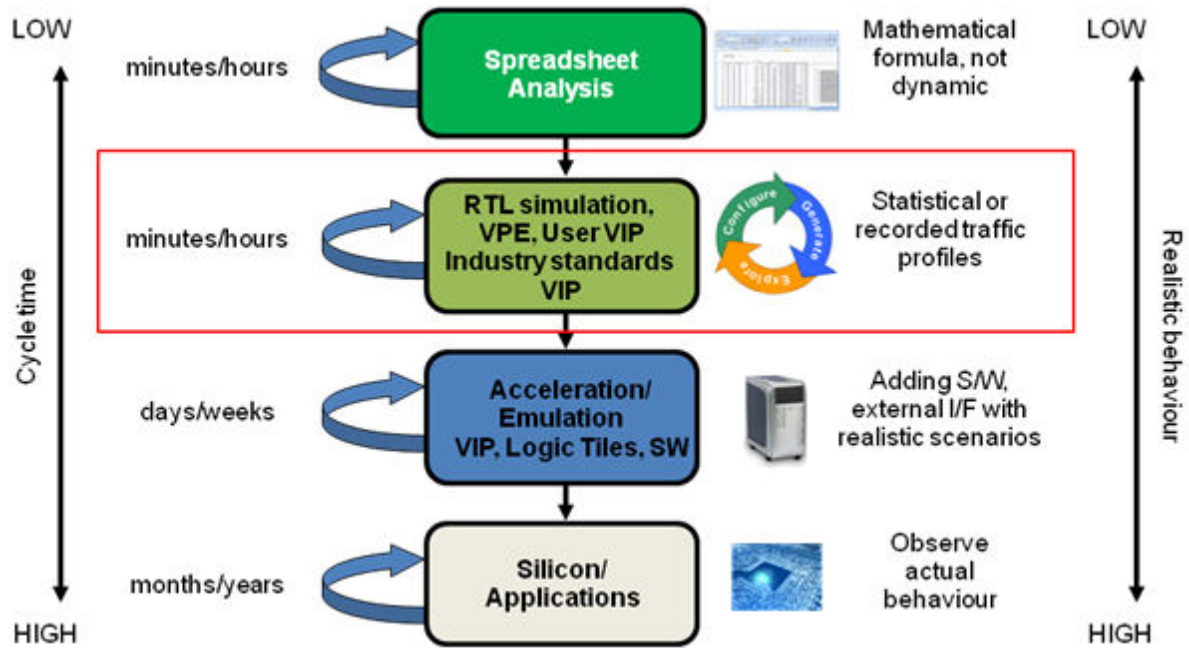 LOW
LOW
minutes/hours
Spreadsheet
Analysis
Mathematical
formula, not
dynamic
minutes/hours
RTL simulation,
VPE, User VIP
Industry standards
VIP
Configure
Generate
Explore
Statistical or
recorded traffic
profiles
Cycle time
Realistic behaviour
days/weeks
Acceleration/
Emulation
VIP, Logic Tiles, SW
Adding S/W,
external I/F with
realistic scenarios
months/years
Silicon/
Applications
Observe
actual
behaviour
HIGH
HIGH